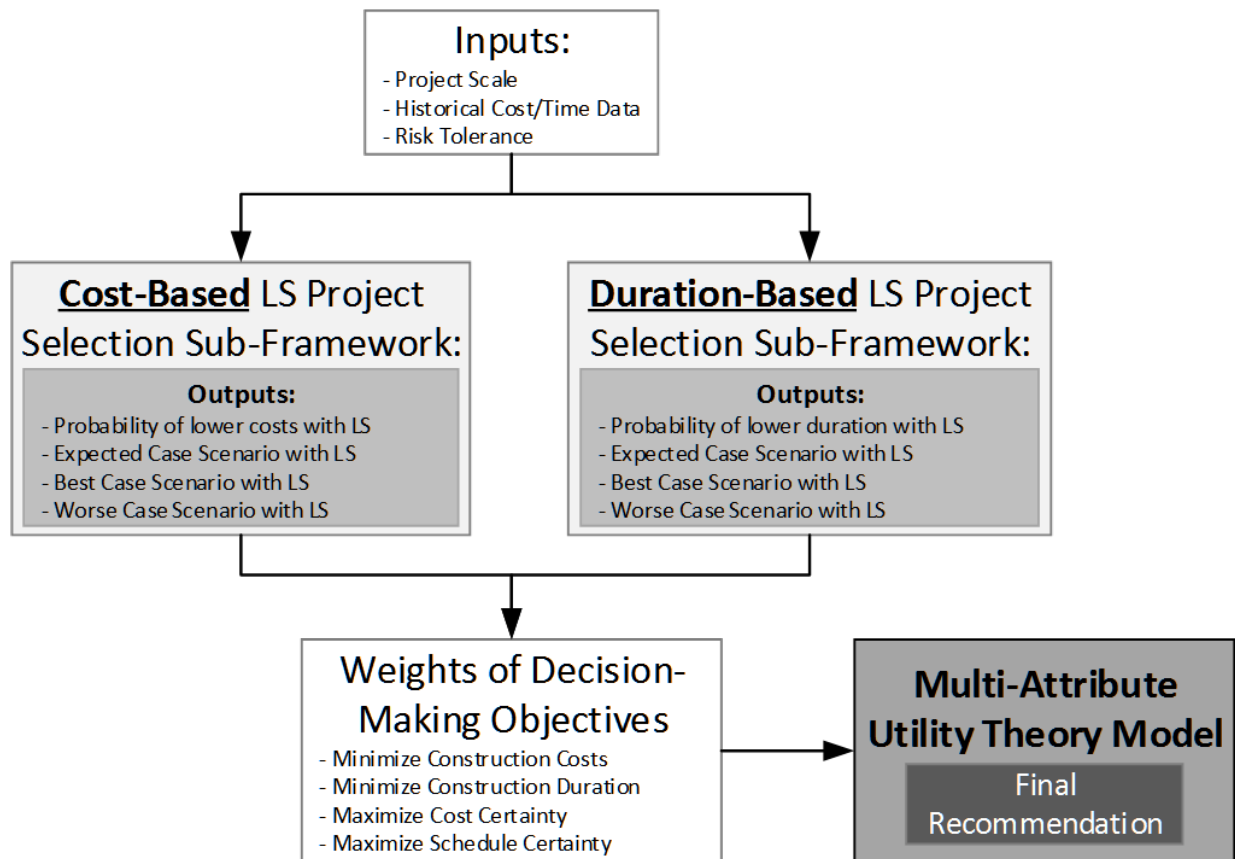 Inputs:
- Project Scale
- Historical Cost/Time Data
- Risk Tolerance
Cost-Based LS Project
Selection Sub-Framework:
Outputs:
- Probability of lower costs with LS
- Expected Case Scenario with LS
- Best Case Scenario with LS
- Worse Case Scenario with LS
Duration-Based LS Project
Selection Sub-Framework:
Outputs:
- Probability of lower duration with LS
- Expected Case Scenario with LS
- Best Case Scenario with LS
- Worse Case Scenario with LS
Weights of Decision-
Making Objectives
- Minimize Construction Costs
- Minimize Construction Duration
- Maximize Cost Certainty
- Maximize Schedule Certainty
Multi-Attribute
Utility Theory Model
Final
Recommendation